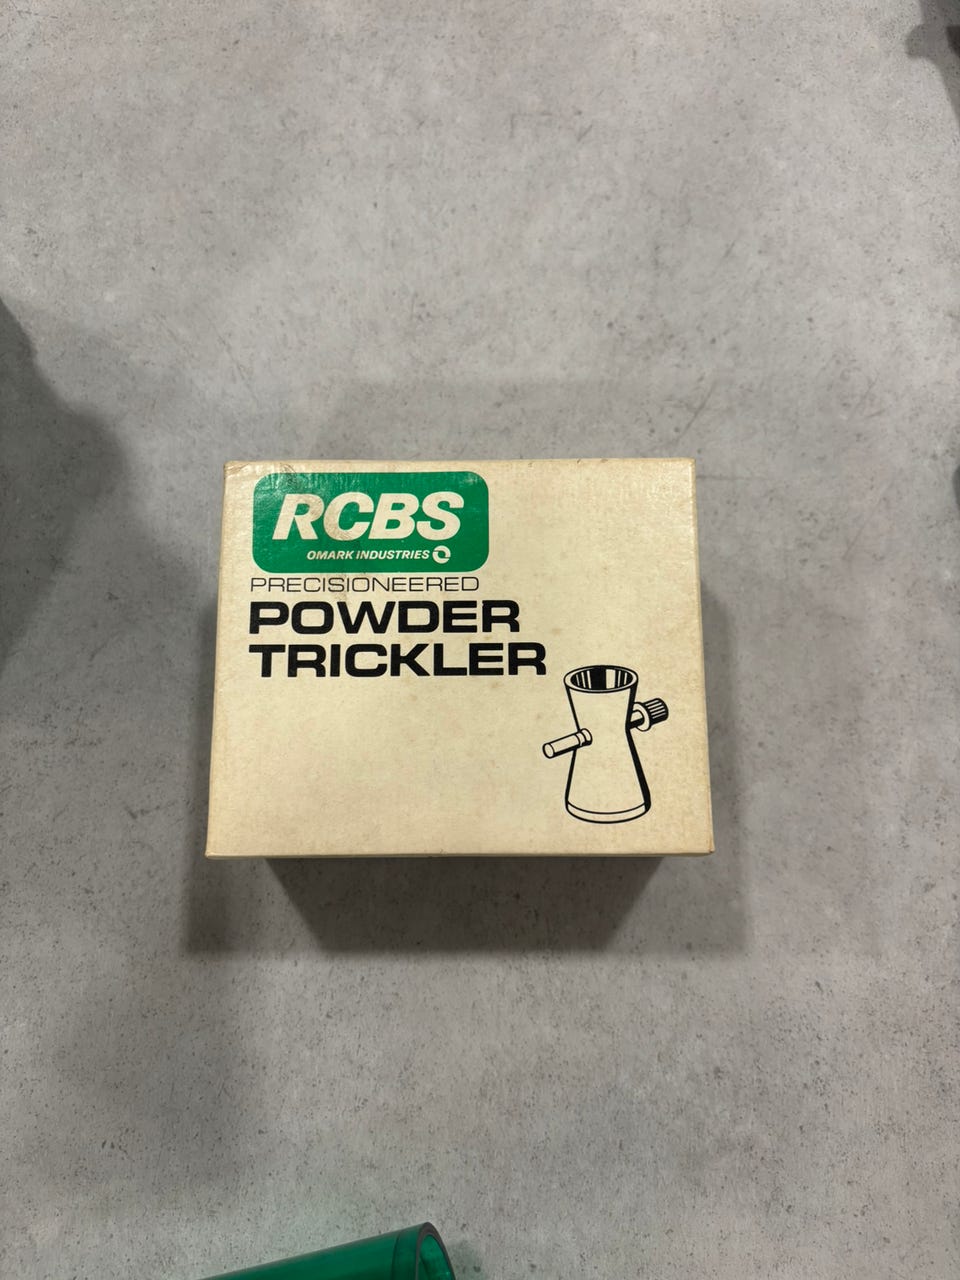 RCBS
OMARK INDUSTRIES
PRECISIONEERED
POWDER
TRICKLER